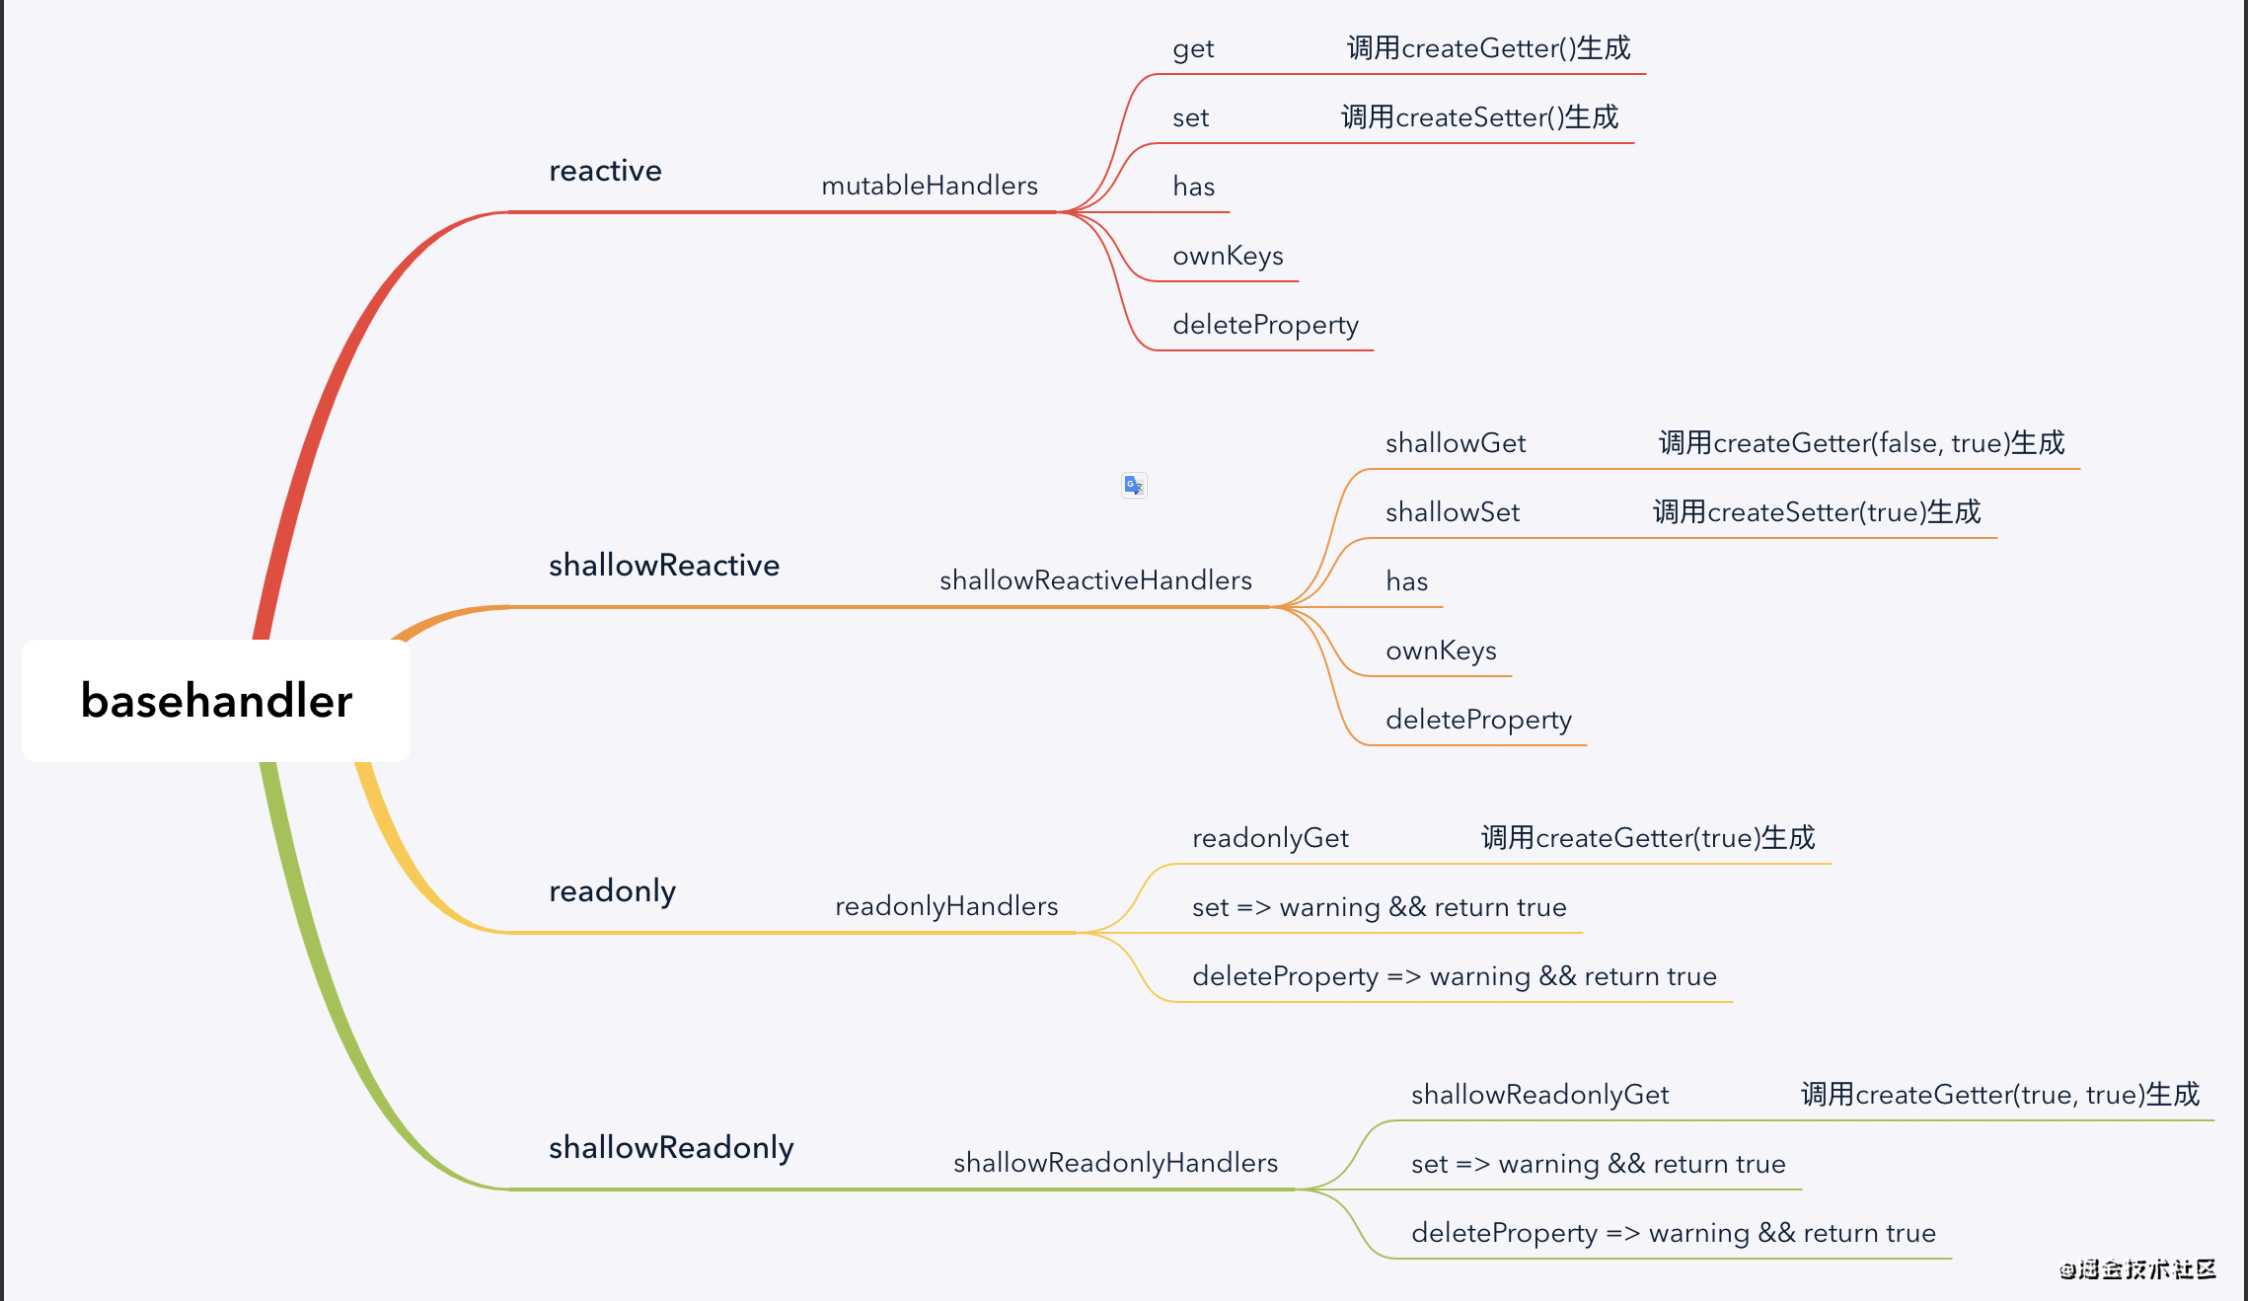 basehandler
reactive
mutableHandlers
get 调用createGetter()生成
set 调用createSetter()生成
has
ownKeys
deleteProperty
shallowReactive
shallowReactiveHandlers
shallowGet 调用createGetter(false, true)生成
shallowSet 调用createSetter(true)生成
has
ownKeys
deleteProperty
readonly
readonlyHandlers
readonlyGet 调用createGetter(true)生成
set => warning && return true
deleteProperty => warning && return true
shallowReadonly
shallowReadonlyHandlers
shallowReadonlyGet 调用createGetter(true, true)生成
set => warning && return true
deleteProperty => warning && return true
@掘金技术社区